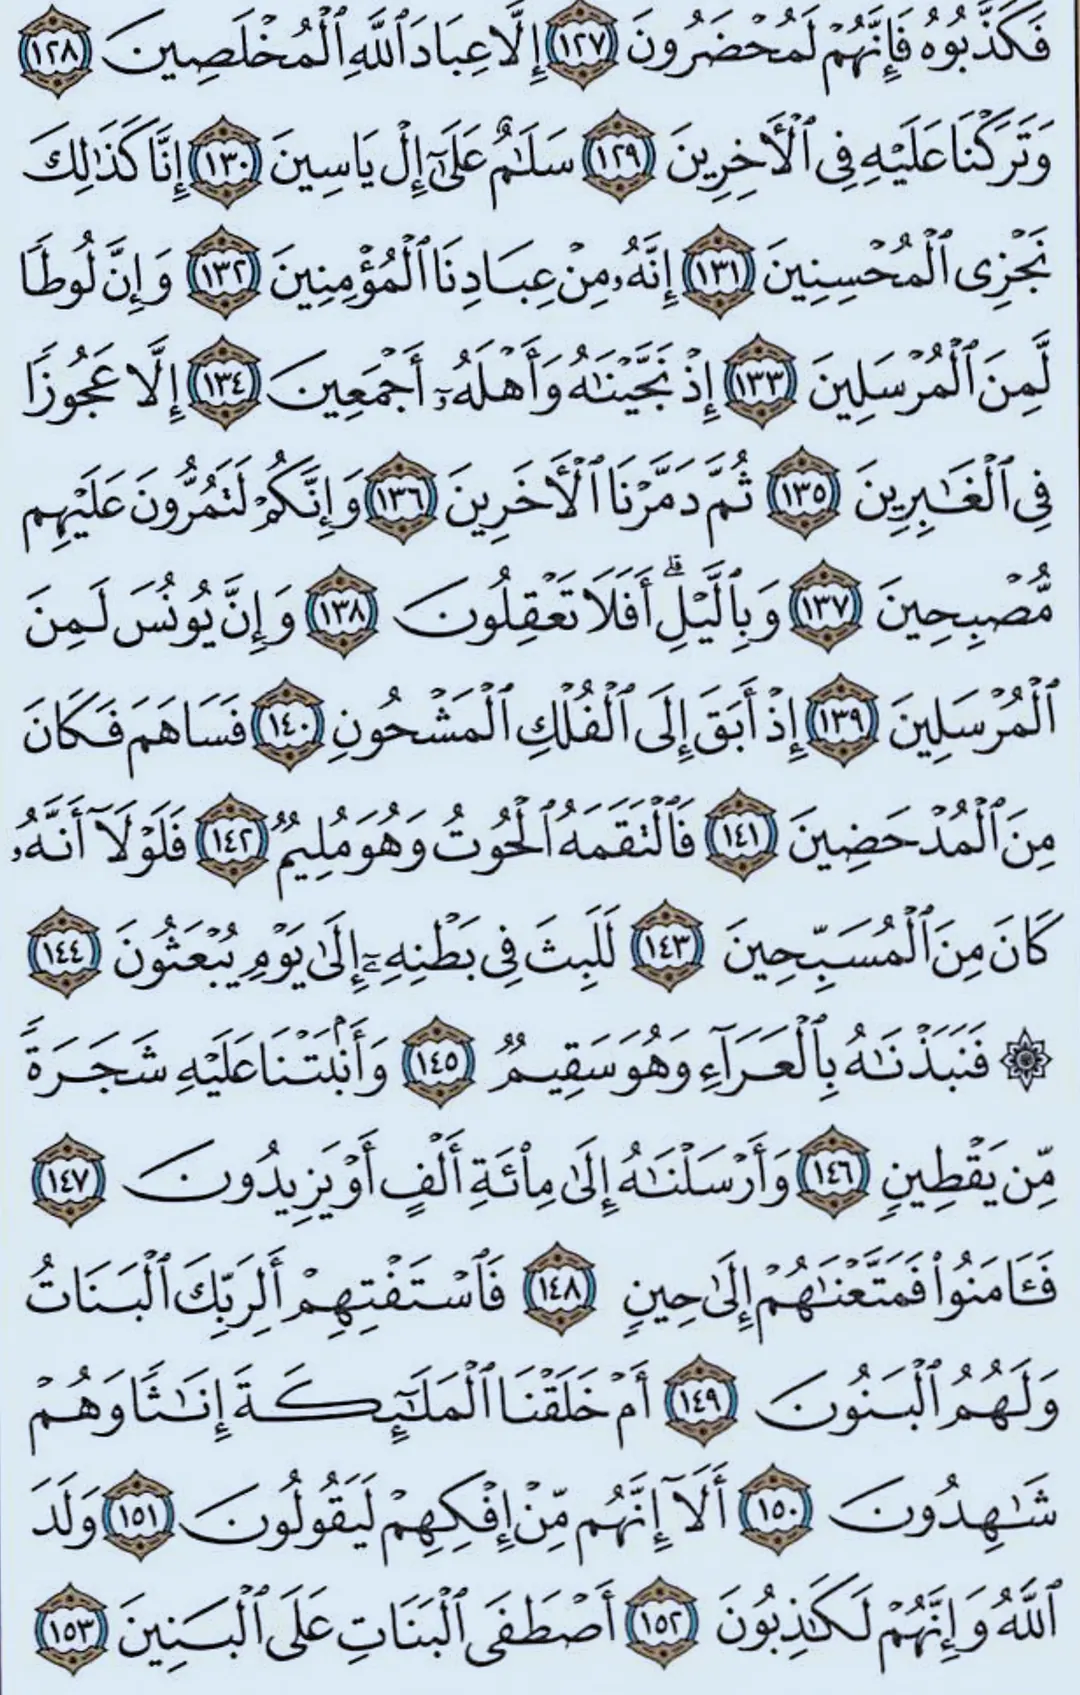 فَكَذَّبُوهُ فَإِنَّهُمْ لَمُحْضَرُونَ ١٢٧ إِلَّا عِبَادَ ٱللَّهِ ٱلْمُخْلَصِينَ ١٢٨
وَتَرَكْنَا عَلَيْهِ فِى ٱلْأَخِرِينَ ١٢٩ سَلَٰمٌ عَلَىٰٓ إِلْ يَاسِينَ ١٣٠ إِنَّا كَذَٰلِكَ
نَجْزِى ٱلْمُحْسِنِينَ ١٣١ إِنَّهُۥ مِنْ عِبَادِنَا ٱلْمُؤْمِنِينَ ١٣٢ وَإِنَّ لُوطًا
لَّمِنَ ٱلْمُرْسَلِينَ ١٣٣ إِذْ نَجَّيْنَٰهُ وَأَهْلَهُۥٓ أَجْمَعِينَ ١٣٤ إِلَّا عَجُوزًا
فِى ٱلْغَٰبِرِينَ ١٣٥ ثُمَّ دَمَّرْنَا ٱلْأَخَرِينَ ١٣٦ وَإِنَّكُمْ لَتَمُرُّونَ عَلَيْهِم
مُّصْبِحِينَ ١٣٧ وَبِٱلَّيْلِ ۗ أَفَلَا تَعْقِلُونَ ١٣٨ وَإِنَّ يُونُسَ لَمِنَ
ٱلْمُرْسَلِينَ ١٣٩ إِذْ أَبَقَ إِلَى ٱلْفُلْكِ ٱلْمَشْحُونِ ١٤٠ فَسَاهَمَ فَكَانَ
مِنَ ٱلْمُدْحَضِينَ ١٤١ فَٱلْتَقَمَهُ ٱلْحُوتُ وَهُوَ مُلِيمٌ ١٤٢ فَلَوْلَآ أَنَّهُۥ
كَانَ مِنَ ٱلْمُسَبِّحِينَ ١٤٣ لَلَبِثَ فِى بَطْنِهِۦٓ إِلَىٰ يَوْمِ يُبْعَثُونَ ١٤٤
۞ فَنَبَذْنَٰهُ بِٱلْعَرَآءِ وَهُوَ سَقِيمٌ ١٤٥ وَأَنۢبَتْنَا عَلَيْهِ شَجَرَةً
مِّن يَقْطِينٍ ١٤٦ وَأَرْسَلْنَٰهُ إِلَىٰ مِا۟ئَةِ أَلْفٍ أَوْ يَزِيدُونَ ١٤٧
فَـَٔامَنُوا۟ فَمَتَّعْنَٰهُمْ إِلَىٰ حِينٍ ١٤٨ فَٱسْتَفْتِهِمْ أَلِرَبِّكَ ٱلْبَنَاتُ
وَلَهُمُ ٱلْبَنُونَ ١٤٩ أَمْ خَلَقْنَا ٱلْمَلَٰٓئِكَةَ إِنَٰثًا وَهُمْ
شَٰهِدُونَ ١٥٠ أَلَآ إِنَّهُم مِّنْ إِفْكِهِمْ لَيَقُولُونَ ١٥١ وَلَدَ
ٱللَّهُ وَإِنَّهُمْ لَكَٰذِبُونَ ١٥٢ أَصْطَفَى ٱلْبَنَاتِ عَلَى ٱلْبَنِينَ ١٥٣